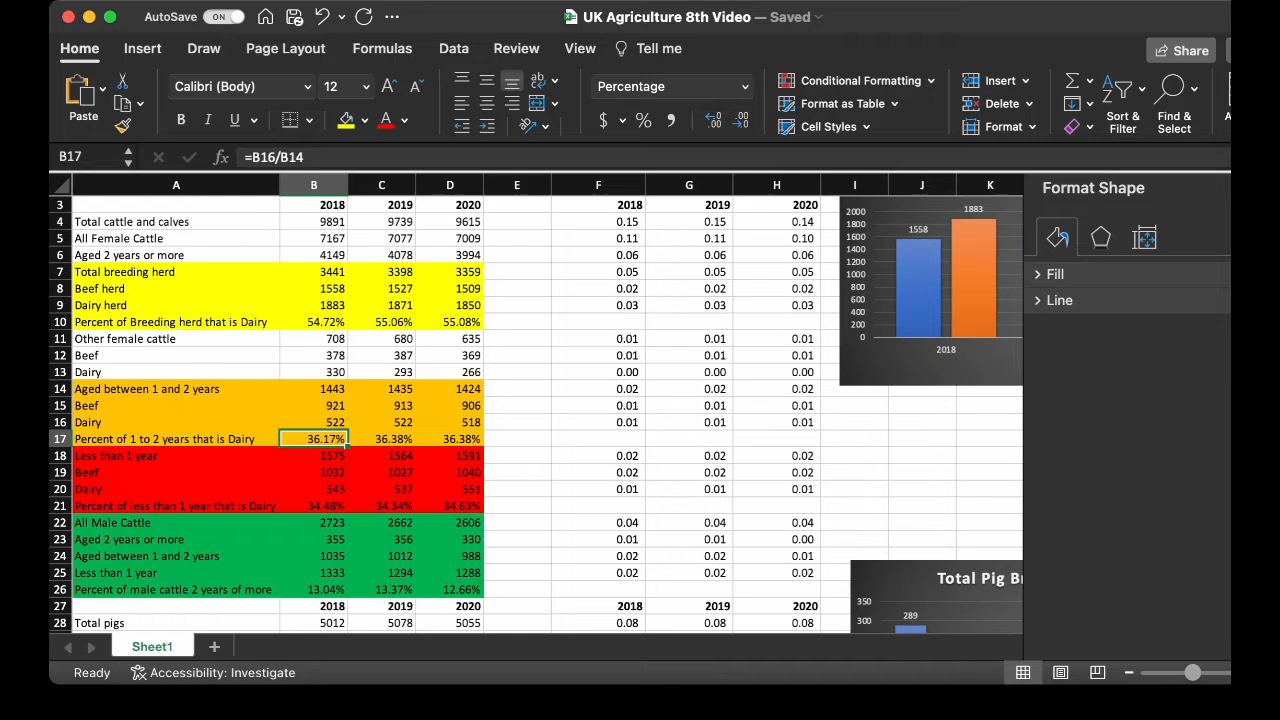 AutoSave ON UK Agriculture 8th Video — Saved
Home Insert Draw Page Layout Formulas Data Review View Tell me Share
Paste Calibri (Body) 12 A A B I U A ab Percentage $ % Conditional Formatting Format as Table Cell Styles Insert Delete Format Sort & Filter Find & Select
B17 fx =B16/B14
A B C D E F G H I J K
3 2018 2019 2020 2018 2019 2020
4 Total cattle and calves 9891 9739 9615 0.15 0.15 0.14
5 All Female Cattle 7167 7077 7009 0.11 0.11 0.10
6 Aged 2 years or more 4149 4078 3994 0.06 0.06 0.06
7 Total breeding herd 3441 3398 3359 0.05 0.05 0.05
8 Beef herd 1558 1527 1509 0.02 0.02 0.02
9 Dairy herd 1883 1871 1850 0.03 0.03 0.03
10 Percent of Breeding herd that is Dairy 54.72% 55.06% 55.08%
11 Other female cattle 708 680 635 0.01 0.01 0.01
12 Beef 378 387 369 0.01 0.01 0.01
13 Dairy 330 293 266 0.00 0.00 0.00
14 Aged between 1 and 2 years 1443 1435 1424 0.02 0.02 0.02
15 Beef 921 913 906 0.01 0.01 0.01
16 Dairy 522 522 518 0.01 0.01 0.01
17 Percent of 1 to 2 years that is Dairy 36.17% 36.38% 36.38%
18 Less than 1 year 1575 1564 1591 0.02 0.02 0.02
19 Beef 1032 1027 1040 0.02 0.02 0.02
20 Dairy 543 537 551 0.01 0.01 0.01
21 Percent of less than 1 year that is Dairy 34.48% 34.34% 34.63%
22 All Male Cattle 2723 2662 2606 0.04 0.04 0.04
23 Aged 2 years or more 355 356 330 0.01 0.01 0.00
24 Aged between 1 and 2 years 1035 1012 988 0.02 0.02 0.01
25 Less than 1 year 1333 1294 1288 0.02 0.02 0.02
26 Percent of male cattle 2 years of more 13.04% 13.37% 12.66%
27 2018 2019 2020 2018 2019 2020
28 Total pigs 5012 5078 5055 0.08 0.08 0.08
2000
1800
1600
1400
1200
1000
800
600
400
200
0
1558
1883
2018
Total Pig B
350
300
289
Format Shape
Fill
Line
Sheet1 +
Ready Accessibility: Investigate